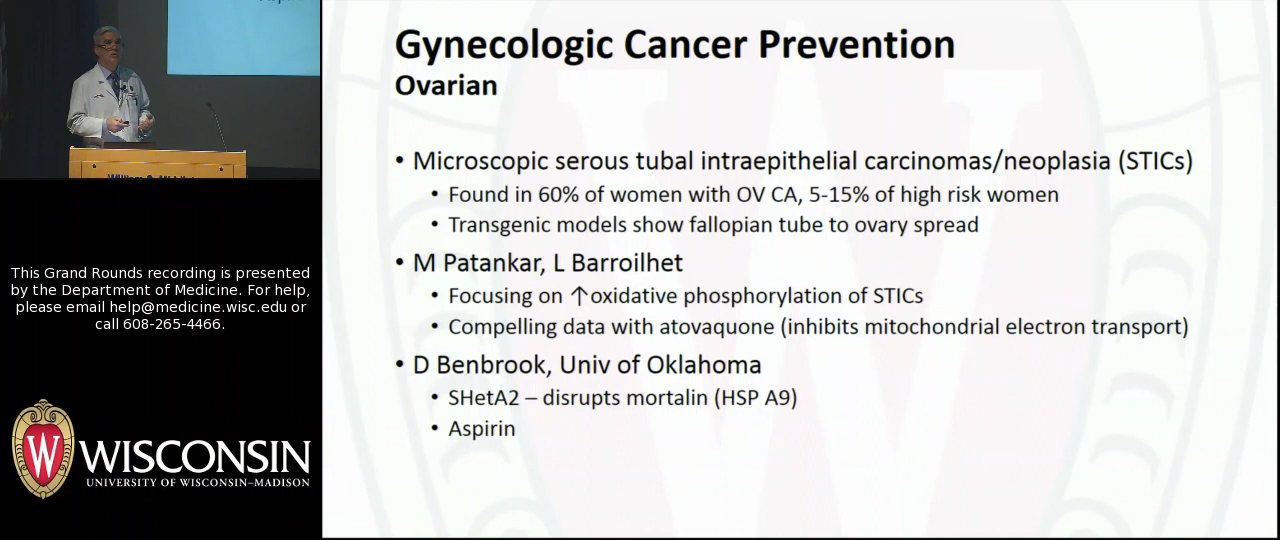 Gynecologic Cancer Prevention
Ovarian
• Microscopic serous tubal intraepithelial carcinomas/neoplasia (STICs)
• Found in 60% of women with OV CA, 5-15% of high risk women
• Transgenic models show fallopian tube to ovary spread
• M Patankar, L Barroilhet
• Focusing on ↑oxidative phosphorylation of STICs
• Compelling data with atovaquone (inhibits mitochondrial electron transport)
• D Benbrook, Univ of Oklahoma
• SHetA2 – disrupts mortalin (HSP A9)
• Aspirin
This Grand Rounds recording is presented
by the Department of Medicine. For help,
please email help@medicine.wisc.edu or
call 608-265-4466.
W
WISCONSIN
UNIVERSITY OF WISCONSIN–MADISON